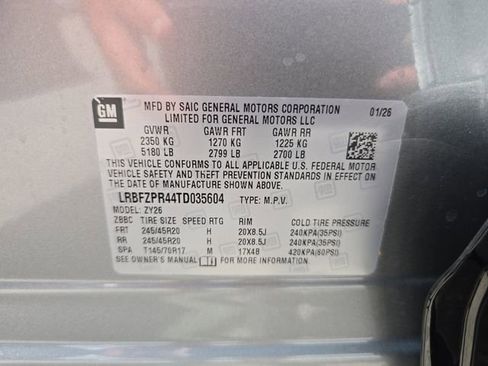 GM
MFD BY SAIC GENERAL MOTORS CORPORATION 01/26
LIMITED FOR GENERAL MOTORS LLC
GVWR GAWR FRT GAWR RR
2350 KG 1270 KG 1225 KG
5180 LB 2799 LB 2700 LB
THIS VEHICLE CONFORMS TO ALL APPLICABLE U.S. FEDERAL MOTOR
VEHICLE SAFETY AND THEFT PREVENTION STANDARDS IN EFFECT ON
THE DATE OF MANUFACTURE SHOWN ABOVE.
LRBFZPR44TD035604 TYPE: M.P.V.
MODEL: ZY26
ZBBC TIRE SIZE SPEED RTG RIM COLD TIRE PRESSURE
FRT 245/45R20 H 20X8.5J 240KPA(35PSI)
RR 245/45R20 H 20X8.5J 240KPA(35PSI)
SPA T145/70R17 M 17X4B 420KPA(60PSI)
SEE OWNER'S MANUAL FOR MORE INFORMATION